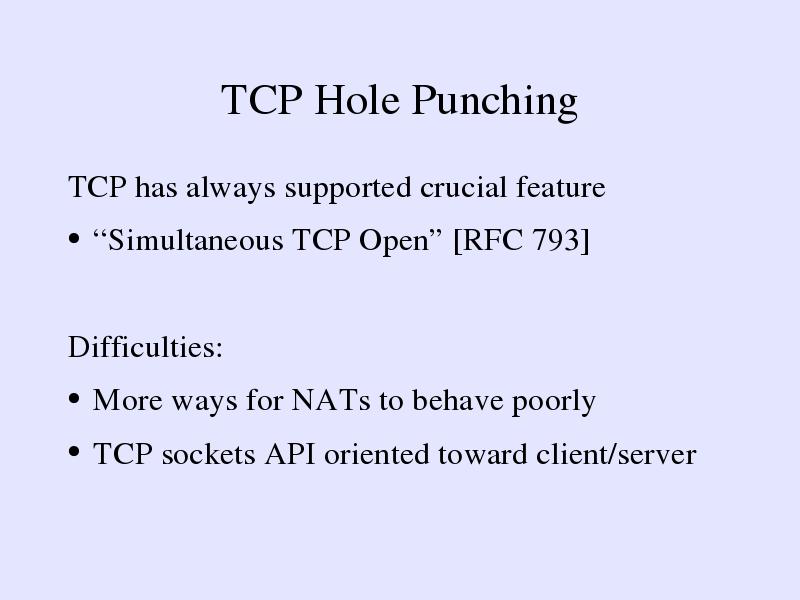 TCP Hole Punching
TCP has always supported crucial feature
• “Simultaneous TCP Open” [RFC 793]
Difficulties:
• More ways for NATs to behave poorly
• TCP sockets API oriented toward client/server